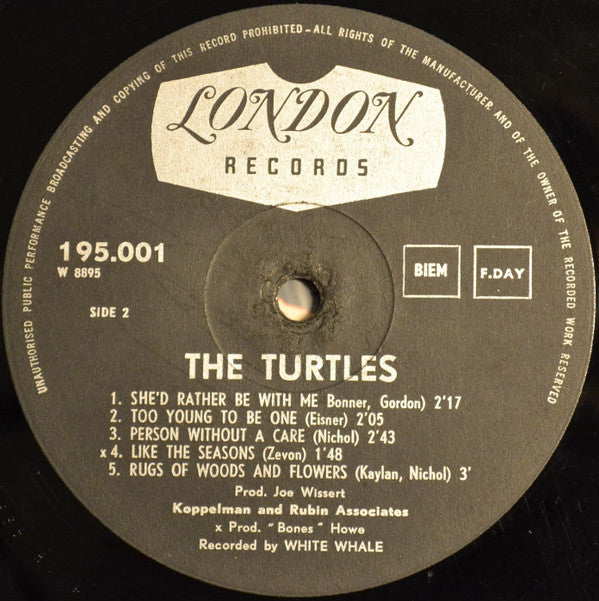 UNAUTHORISED PUBLIC PERFORMANCE BROADCASTING AND COPYING OF THIS RECORD PROHIBITED-ALL RIGHTS OF THE MANUFACTURER AND OF THE OWNER OF THE RECORDED WORK RESERVED
LONDON
RECORDS
195.001
W 8895
BIEM
F.DAY
SIDE 2
THE TURTLES
1. SHE'D RATHER BE WITH ME Bonner, Gordon) 2'17
2. TOO YOUNG TO BE ONE (Eisner) 2'05
3. PERSON WITHOUT A CARE (Nichol) 2'43
x 4. LIKE THE SEASONS (Zevon) 1'48
5. RUGS OF WOODS AND FLOWERS (Kaylan, Nichol) 3'
Prod. Joe Wissert
Koppelman and Rubin Associates
x Prod. "Bones" Howe
Recorded by WHITE WHALE